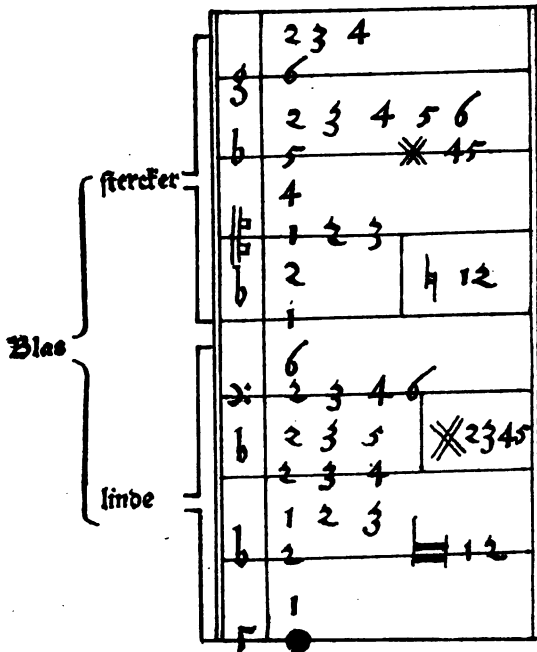 2 3 4
g 6
2 3 4 5 6
b 5 45
stercker
4
1 2 3
b 2 12
1
Blas
6
2 3 4 6
b 2 3 5 2345
2 3 4
linde
1 2 3
b 2 12
1
Γ